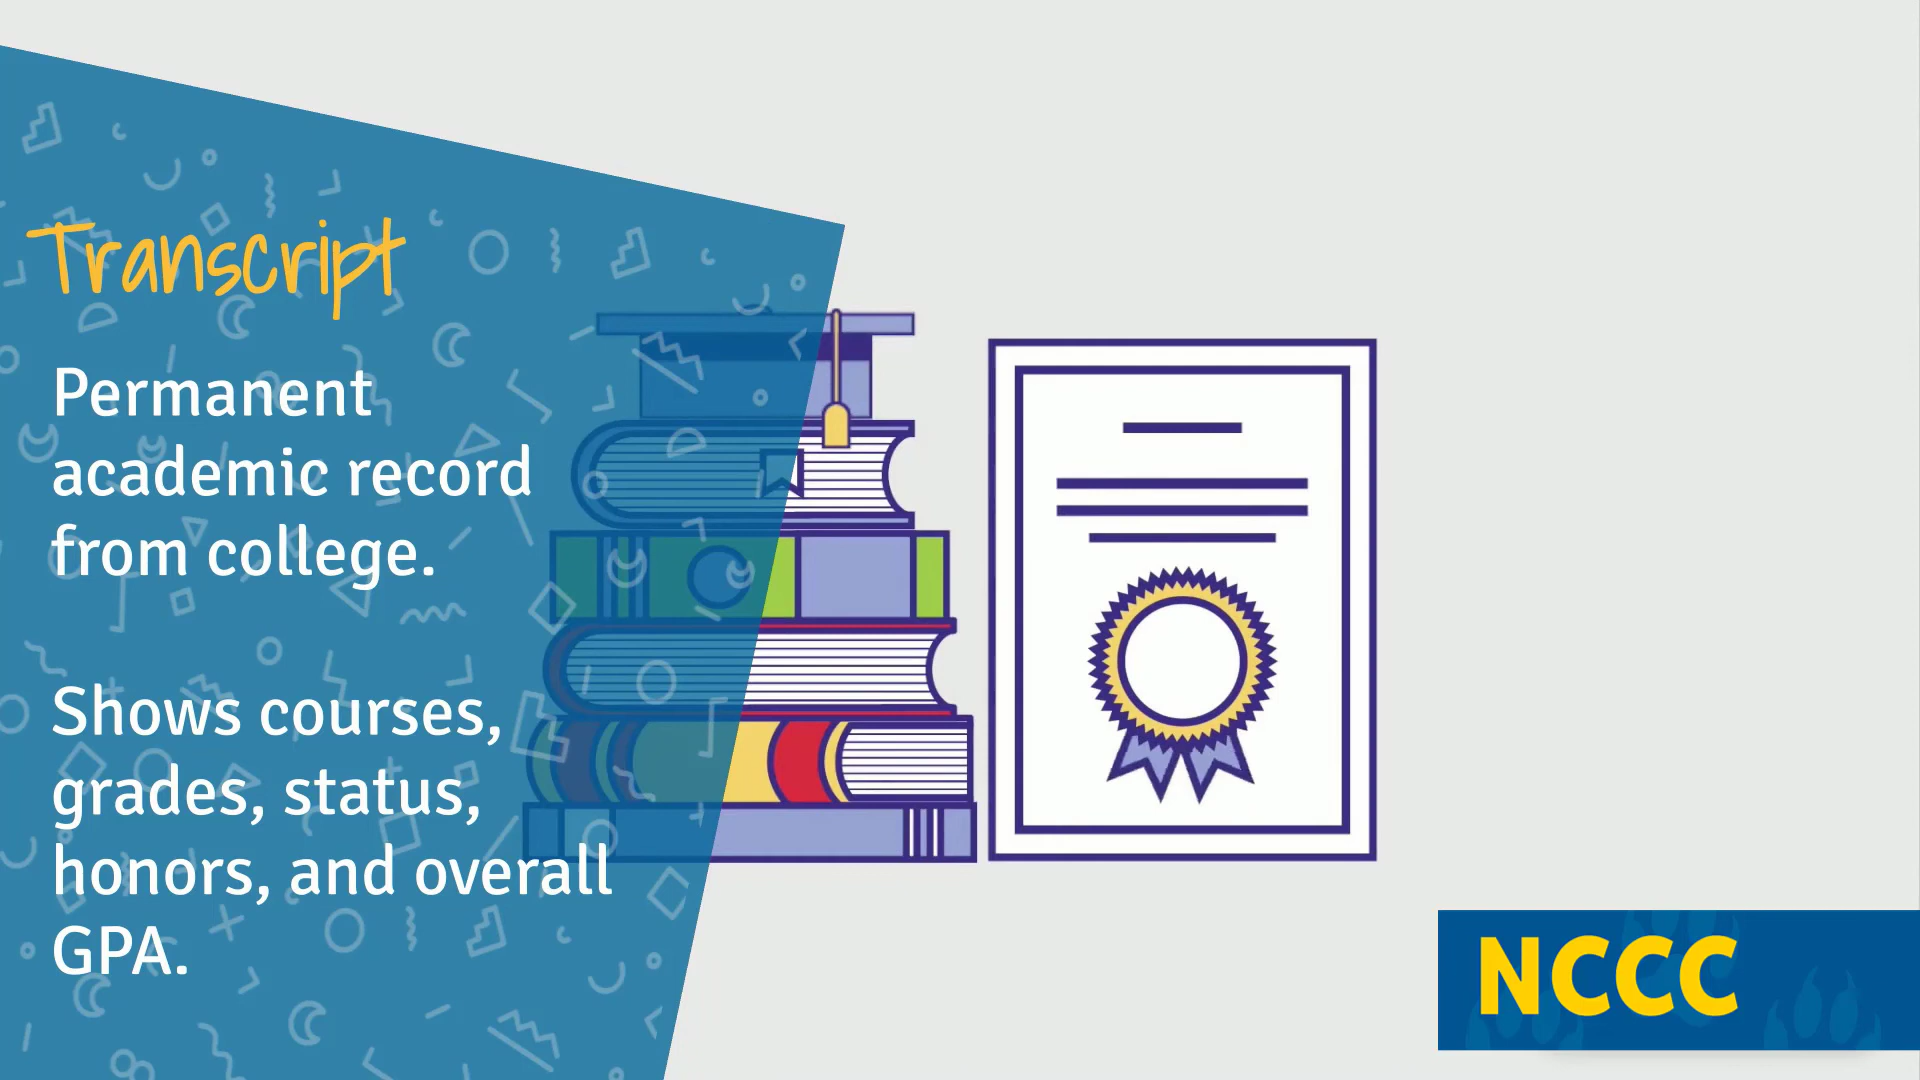 Transcript
Permanent
academic record
from college.
Shows courses,
grades, status,
honors, and overall
GPA.
NCCC